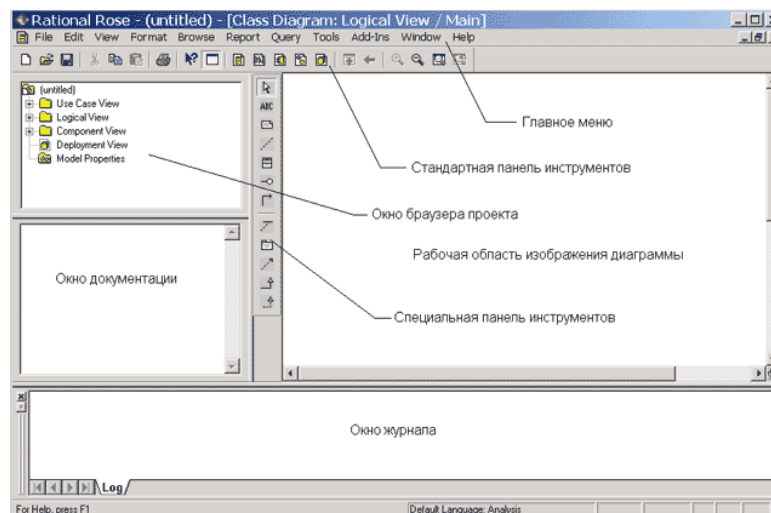 Rational Rose - (untitled) - [Class Diagram: Logical View / Main]
File Edit View Format Browse Report Query Tools Add-Ins Window Help
(untitled)
Use Case View
Logical View
Component View
Deployment View
Model Properties
ABC
Главное меню
Стандартная панель инструментов
Окно браузера проекта
Рабочая область изображения диаграммы
Окно документации
Специальная панель инструментов
Окно журнала
Log
For Help, press F1
Default Language: Analysis